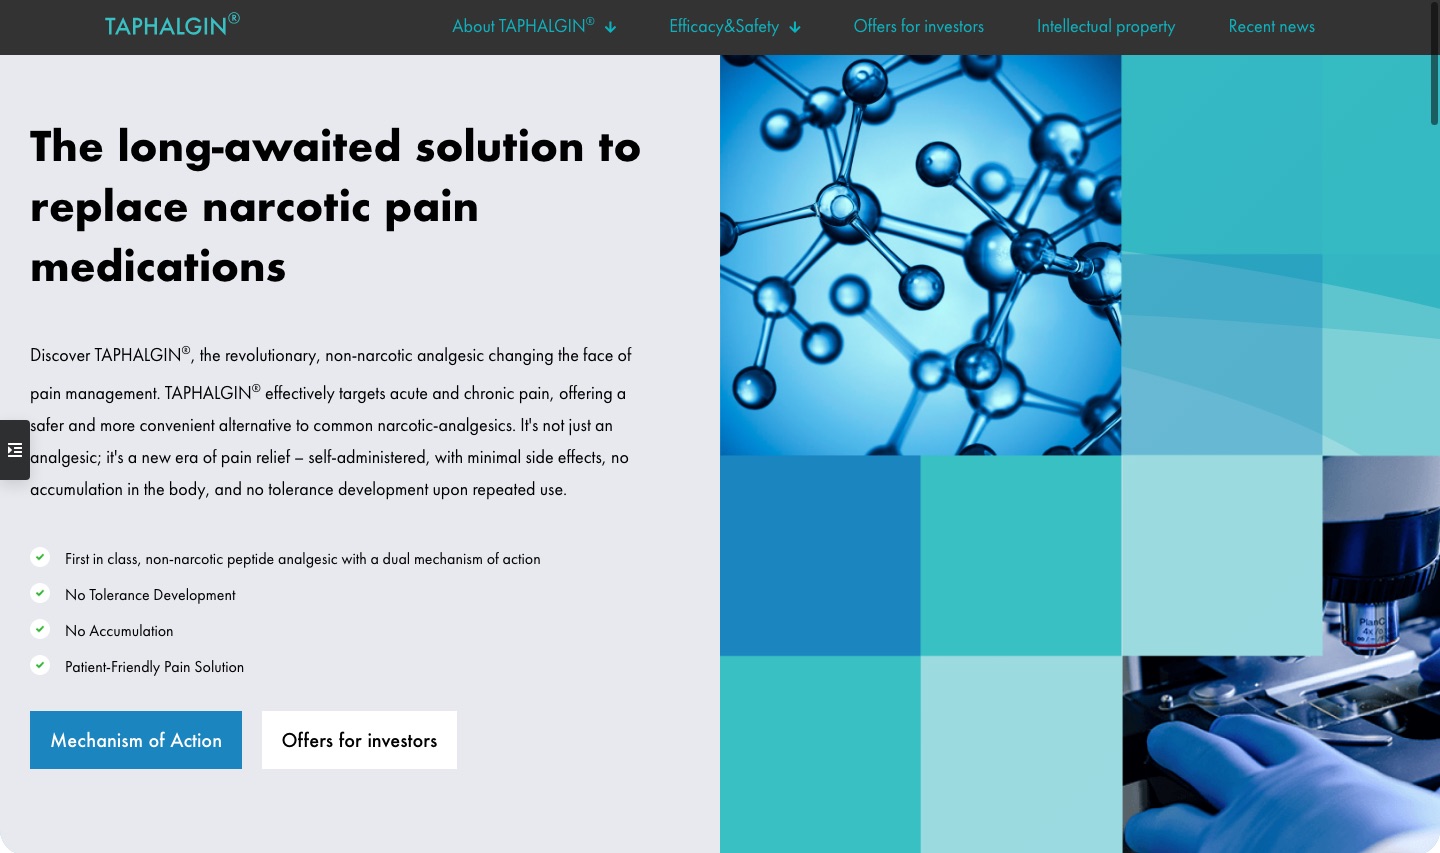 TAPHALGIN®
About TAPHALGIN®
Efficacy&Safety
Offers for investors
Intellectual property
Recent news
The long-awaited solution to
replace narcotic pain
medications
Discover TAPHALGIN®, the revolutionary, non-narcotic analgesic changing the face of
pain management. TAPHALGIN® effectively targets acute and chronic pain, offering a
safer and more convenient alternative to common narcotic-analgesics. It's not just an
analgesic; it's a new era of pain relief – self-administered, with minimal side effects, no
accumulation in the body, and no tolerance development upon repeated use.
First in class, non-narcotic peptide analgesic with a dual mechanism of action
No Tolerance Development
No Accumulation
Patient-Friendly Pain Solution
Mechanism of Action
Offers for investors